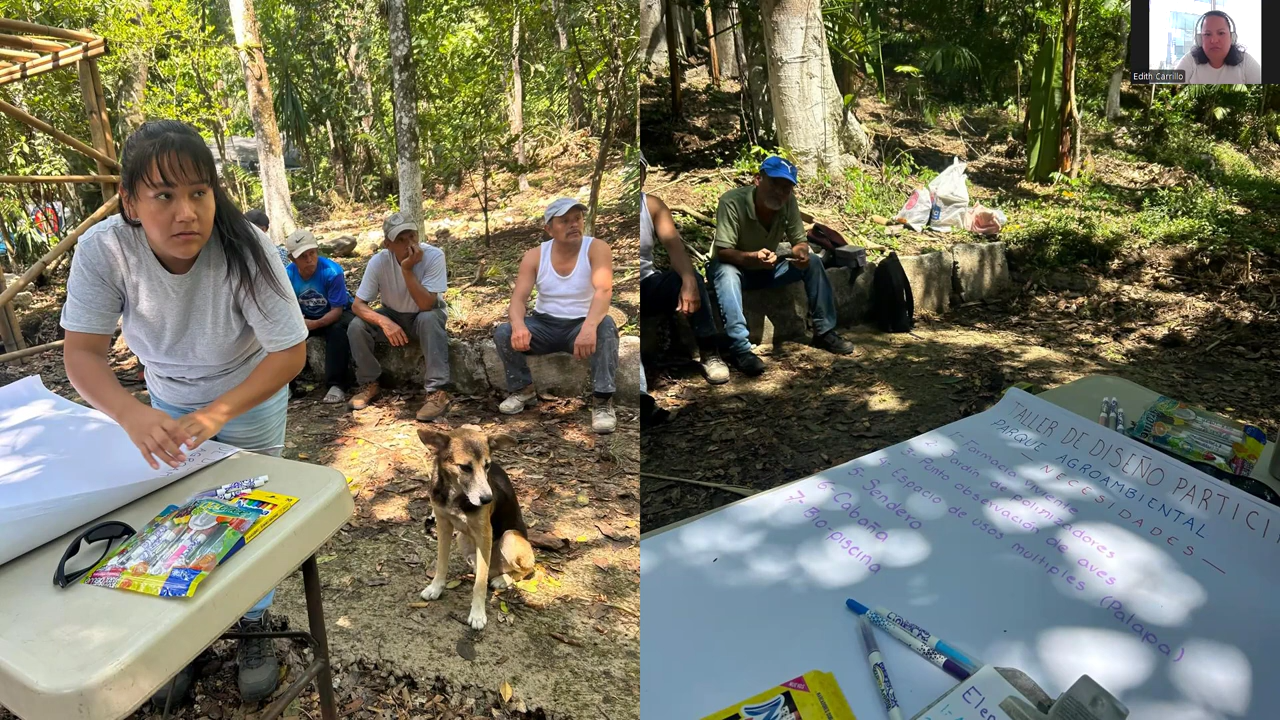 Edith Carrillo
TALLER DE DISEÑO PARTICI
PARQUE AGROAMBIENTAL
— NECESIDADES —
1- Farmacia viviente
2- Jardín de polinizadores
3- Punto observación de aves
4- Espacio de usos múltiples (Palapa)
5- Sendero
6- Cabaña
7- Bio-piscina